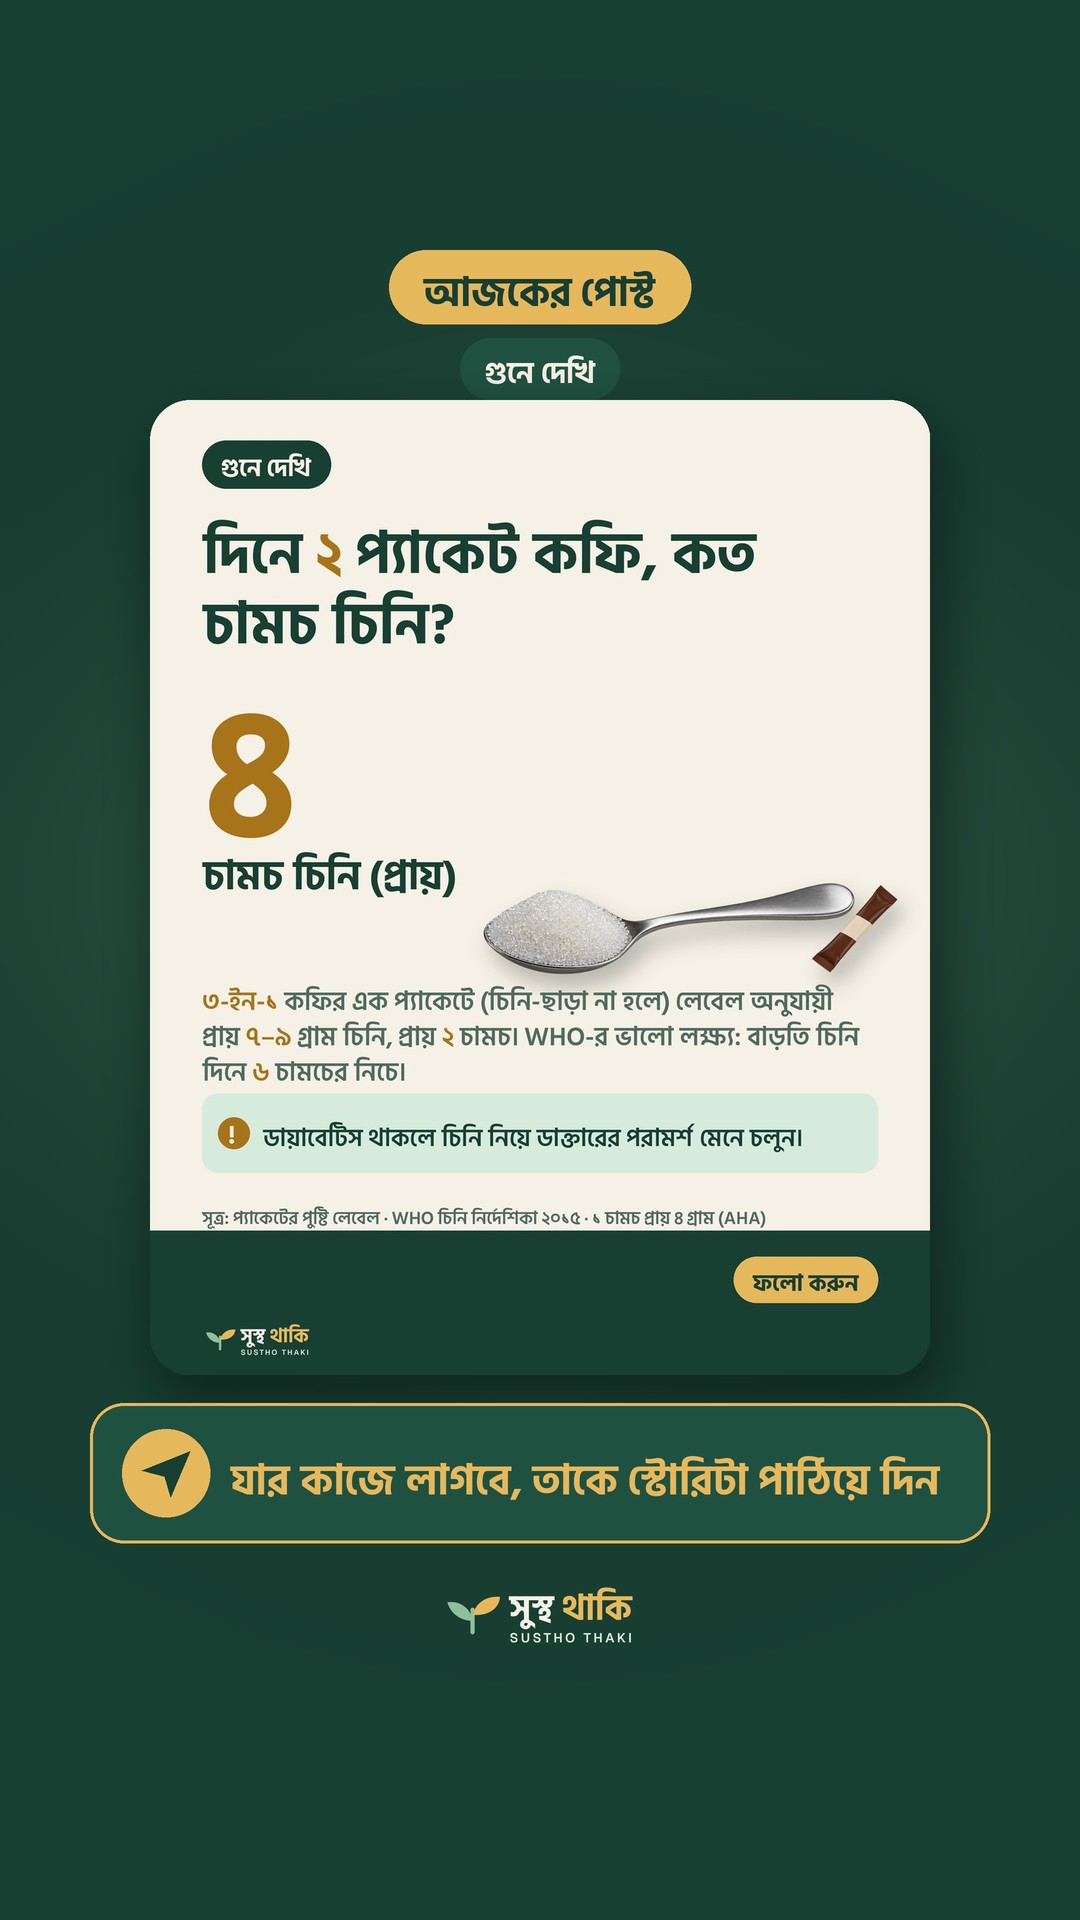 আজকের পোস্ট
গুনে দেখি
গুনে দেখি
দিনে ২ প্যাকেট কফি, কত
চামচ চিনি?
৪
চামচ চিনি (প্রায়)
৩-ইন-১ কফির এক প্যাকেটে (চিনি-ছাড়া না হলে) লেবেল অনুযায়ী
প্রায় ৭–৯ গ্রাম চিনি, প্রায় ২ চামচ। WHO-র ভালো লক্ষ্য: বাড়তি চিনি
দিনে ৬ চামচের নিচে।
! ডায়াবেটিস থাকলে চিনি নিয়ে ডাক্তারের পরামর্শ মেনে চলুন।
সূত্র: প্যাকেটের পুষ্টি লেবেল · WHO চিনি নির্দেশিকা ২০১৫ · ১ চামচ প্রায় ৪ গ্রাম (AHA)
ফলো করুন
সুস্থ থাকি
SUSTHO THAKI
যার কাজে লাগবে, তাকে স্টোরিটা পাঠিয়ে দিন
সুস্থ থাকি
SUSTHO THAKI